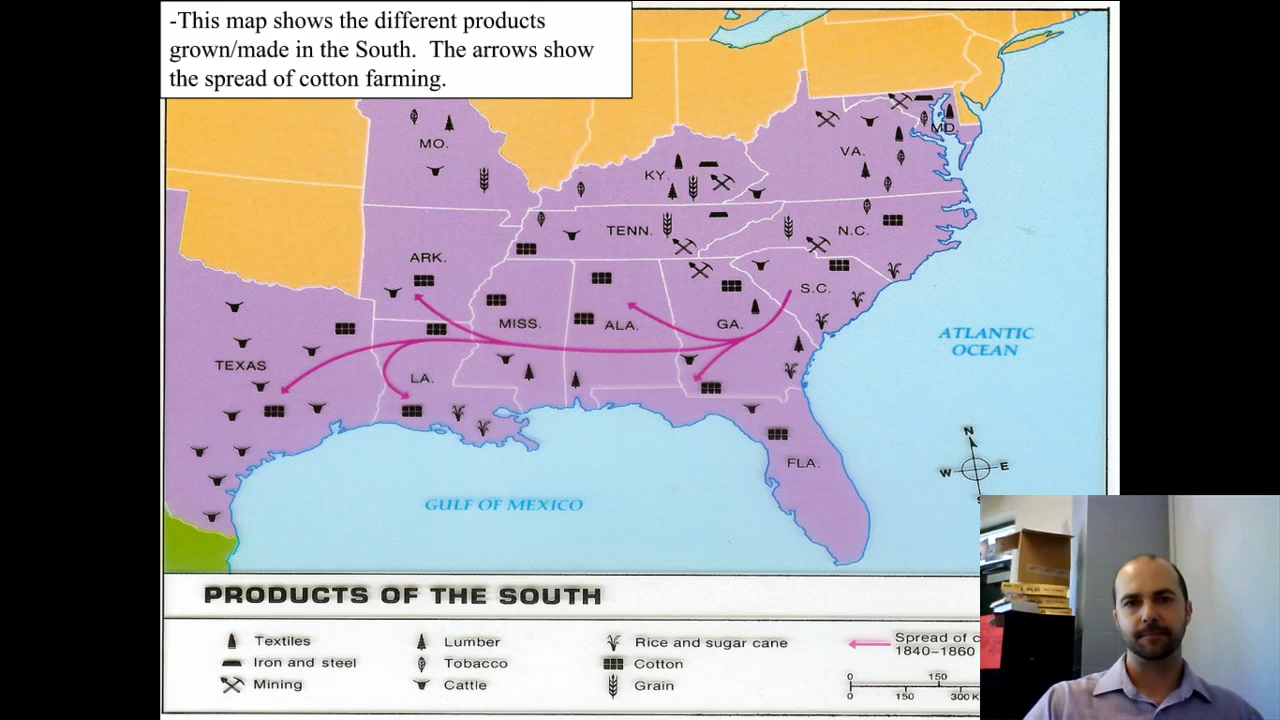 -This map shows the different products
grown/made in the South. The arrows show
the spread of cotton farming.
MO.
MD.
VA.
KY.
TENN.
N.C.
ARK.
S.C.
MISS.
ALA.
GA.
TEXAS
LA.
FLA.
ATLANTIC
OCEAN
N
W E
GULF OF MEXICO
PRODUCTS OF THE SOUTH
Textiles
Iron and steel
Mining
Lumber
Tobacco
Cattle
Rice and sugar cane
Cotton
Grain
Spread of
1840–1860
0 150
0 150 300